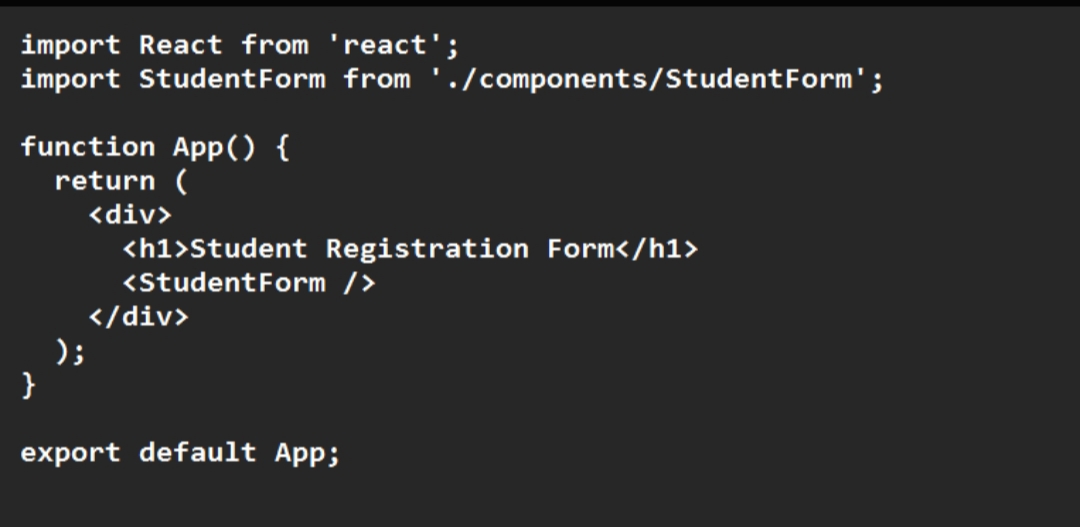 import React from 'react';
import StudentForm from './components/StudentForm';
function App() {
return (
<div>
<h1>Student Registration Form</h1>
<StudentForm />
</div>
);
}
export default App;